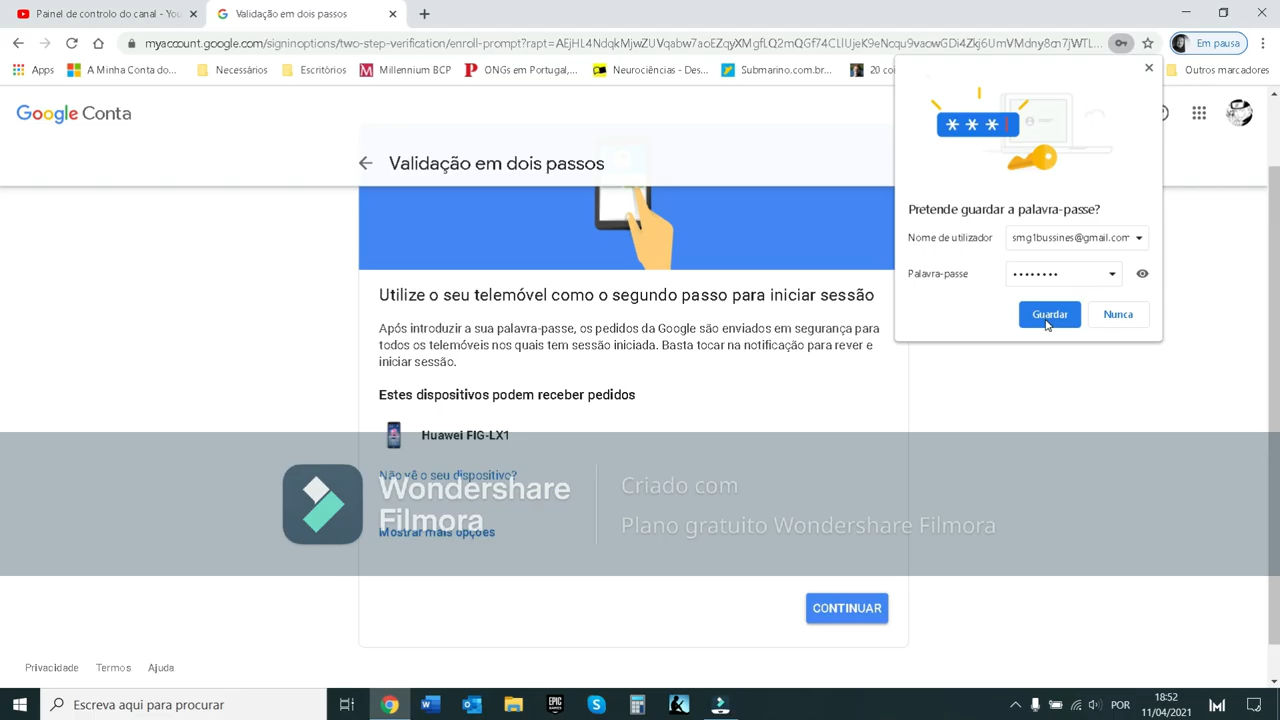 Painel de controlo do canal - You
Validação em dois passos
myaccount.google.com/signinoptions/two-step-verification/enroll-prompt?rapt=
Em pausa
Apps
A Minha Conta do...
Necessários
Escritórios
Millennium BCP
ONGs em Portugal,...
Neurociências - Des...
Submarino.com.br...
20 co
Outros marcadores
Google Conta
Validação em dois passos
* * *
Pretende guardar a palavra-passe?
Nome de utilizador
smg1bussines@gmail.com
Palavra-passe
••••••••
Guardar
Nunca
Utilize o seu telemóvel como o segundo passo para iniciar sessão
Após introduzir a sua palavra-passe, os pedidos da Google são enviados em segurança para
todos os telemóveis nos quais tem sessão iniciada. Basta tocar na notificação para rever e
iniciar sessão.
Estes dispositivos podem receber pedidos
Huawei FIG-LX1
Não vê o seu dispositivo?
Wondershare
Filmora
Criado com
Plano gratuito Wondershare Filmora
Mostrar mais opções
CONTINUAR
Privacidade
Termos
Ajuda
Escreva aqui para procurar
POR
18:52
11/04/2021